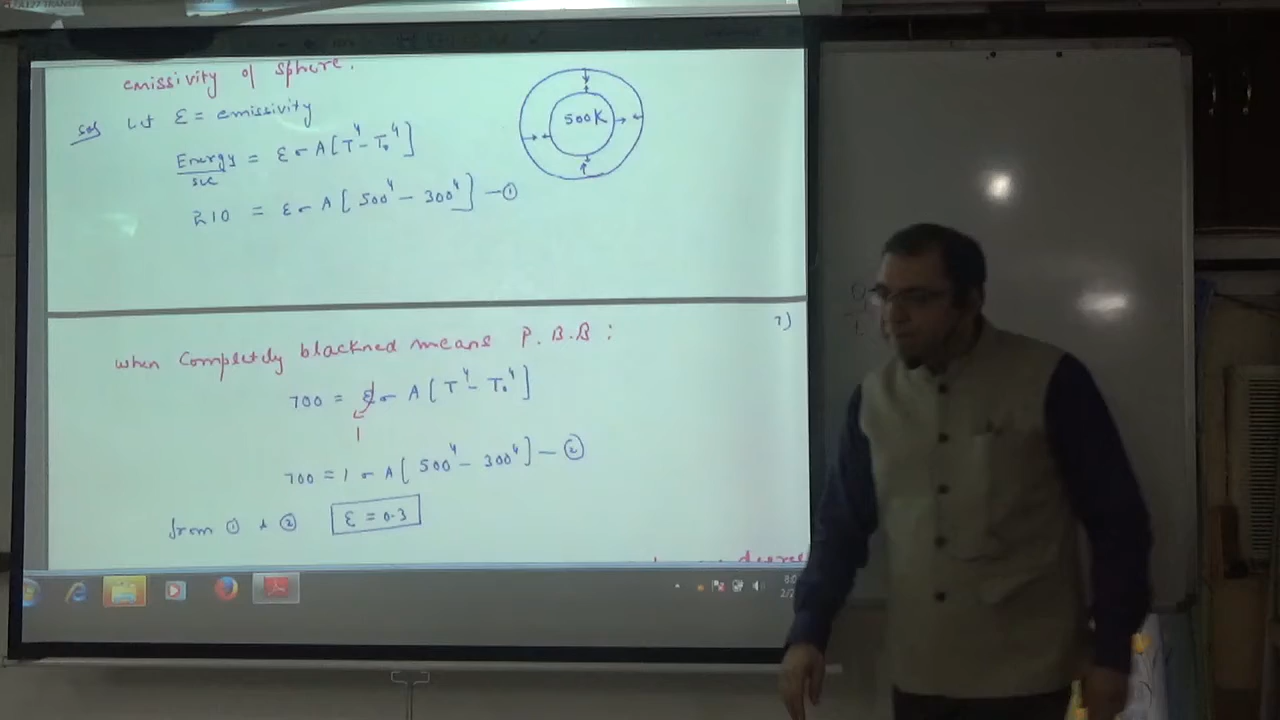 emissivity of sphere.
Sol Let ε = emissivity
Energy/sec = εσA[T⁴ - T₀⁴]
500K
210 = εσA[500⁴ - 300⁴] — ①
7)
when Completely blackned means P.B.B :
700 = εσA[T⁴ - T₀⁴]
1
700 = 1σA[500⁴ - 300⁴] — ②
from ① & ② ε = 0.3
degree